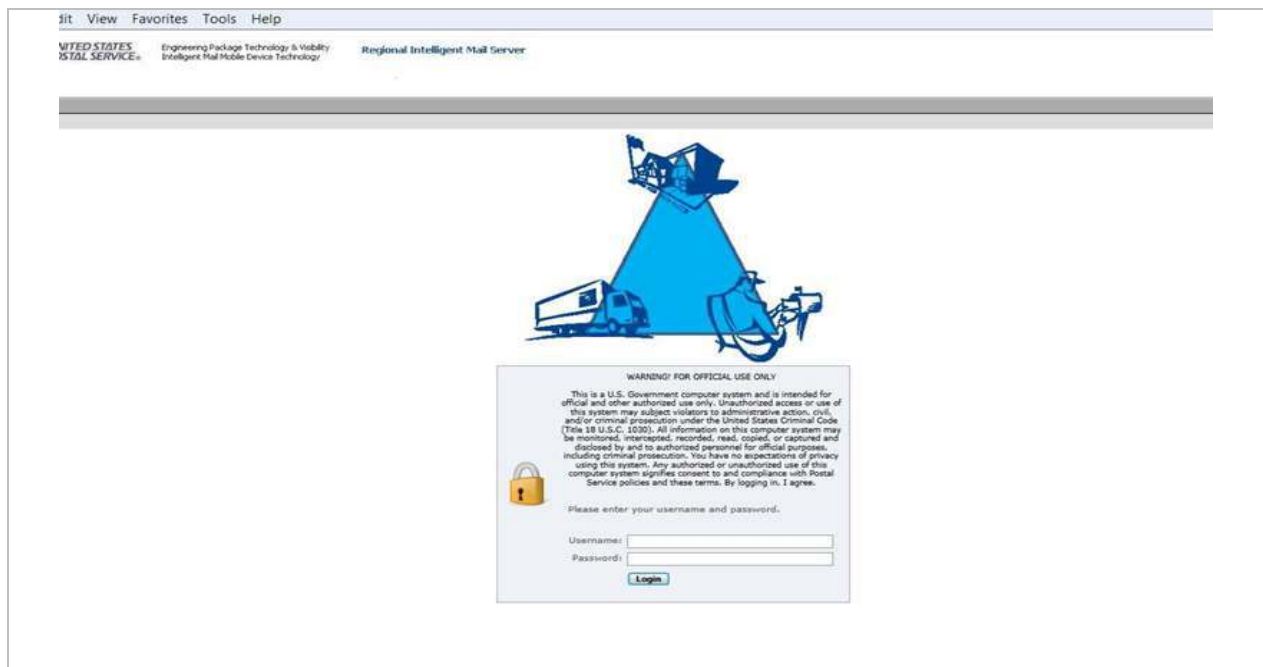 dit View Favorites Tools Help
NITED STATES
OSTAL SERVICE®
Engineering Package Technology & Visibility
Intelligent Mail Mobile Device Technology
Regional Intelligent Mail Server
WARNING! FOR OFFICIAL USE ONLY
This is a U.S. Government computer system and is intended for
official and other authorized use only. Unauthorized access or use of
this system may subject violators to administrative action, civil,
and/or criminal prosecution under the United States Criminal Code
(Title 18 U.S.C. 1030). All information on this computer system may
be monitored, intercepted, recorded, read, copied, or captured and
disclosed by and to authorized personnel for official purposes,
including criminal prosecution. You have no expectations of privacy
using this system. Any authorized or unauthorized use of this
computer system signifies consent to and compliance with Postal
Service policies and these terms. By logging in, I agree.
Please enter your username and password.
Username:
Password:
Login